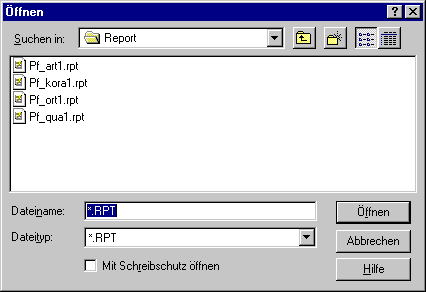 Öffnen
Suchen in: Report
Pf_art1.rpt
Pf_kora1.rpt
Pf_ort1.rpt
Pf_qua1.rpt
Dateiname: *.RPT Öffnen
Dateityp: *.RPT Abbrechen
Mit Schreibschutz öffnen Hilfe